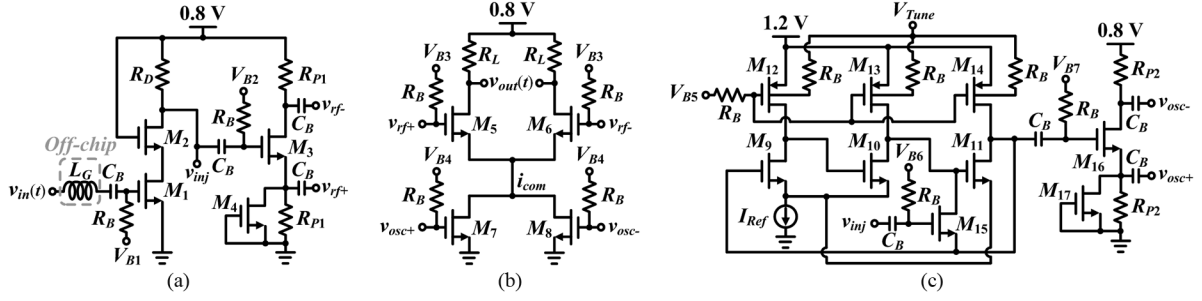 0.8 V
R_D
V_B2
R_P1
R_B
C_B
v_rf-
M_2
v_inj
C_B
M_3
C_B
v_rf+
Off-chip
L_G
C_B
v_in(t)
M_1
R_B
V_B1
M_4
R_P1
(a)
0.8 V
V_B3
R_L
R_L
V_B3
v_out(t)
R_B
R_B
v_rf+
M_5
M_6
v_rf-
V_B4
V_B4
i_com
R_B
R_B
v_osc+
M_7
M_8
v_osc-
(b)
V_Tune
1.2 V
0.8 V
M_12
R_B
M_13
R_B
M_14
R_B
V_B5
R_B
V_B7
R_P2
R_B
C_B
v_osc-
M_9
M_10
M_11
C_B
M_16
V_B6
R_B
C_B
v_osc+
I_Ref
v_inj
C_B
M_15
M_17
R_P2
(c)